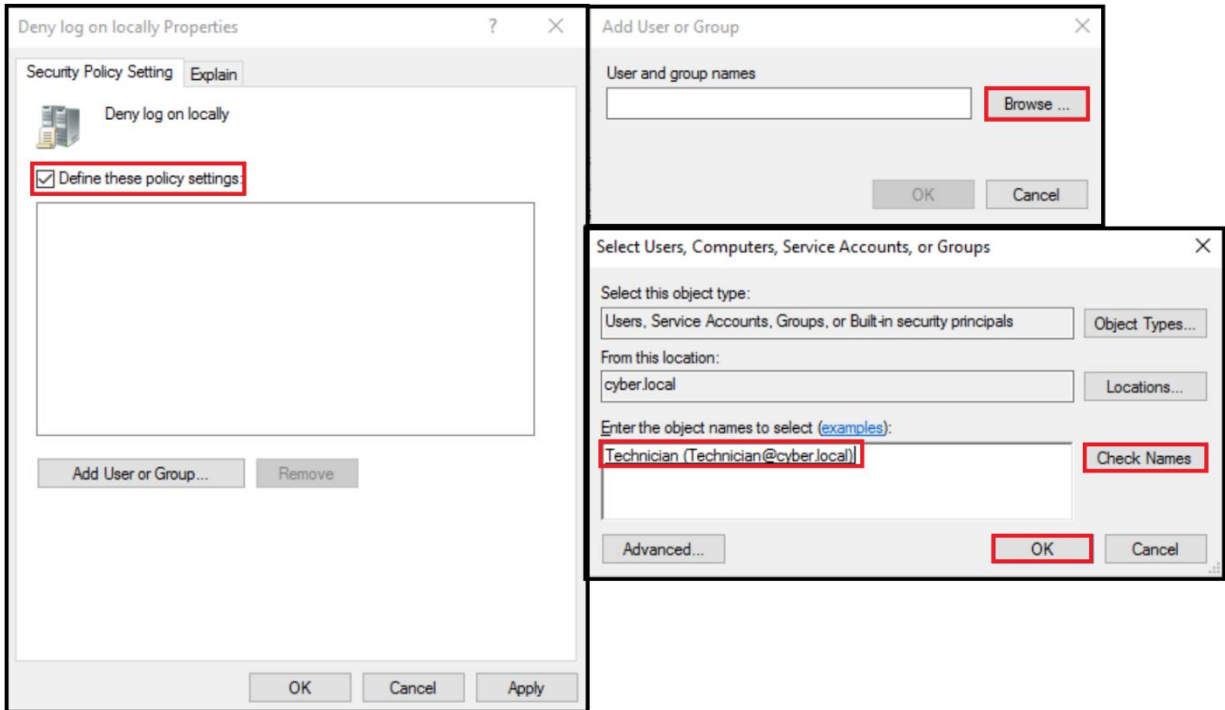 Deny log on locally Properties
?
Security Policy Setting
Explain
Deny log on locally
Define these policy settings:
Add User or Group...
Remove
OK
Cancel
Apply
Add User or Group
User and group names
Browse ...
OK
Cancel
Select Users, Computers, Service Accounts, or Groups
Select this object type:
Users, Service Accounts, Groups, or Built-in security principals
Object Types...
From this location:
cyber.local
Locations...
Enter the object names to select (examples):
Technician (Technician@cyber.local)
Check Names
Advanced...
OK
Cancel